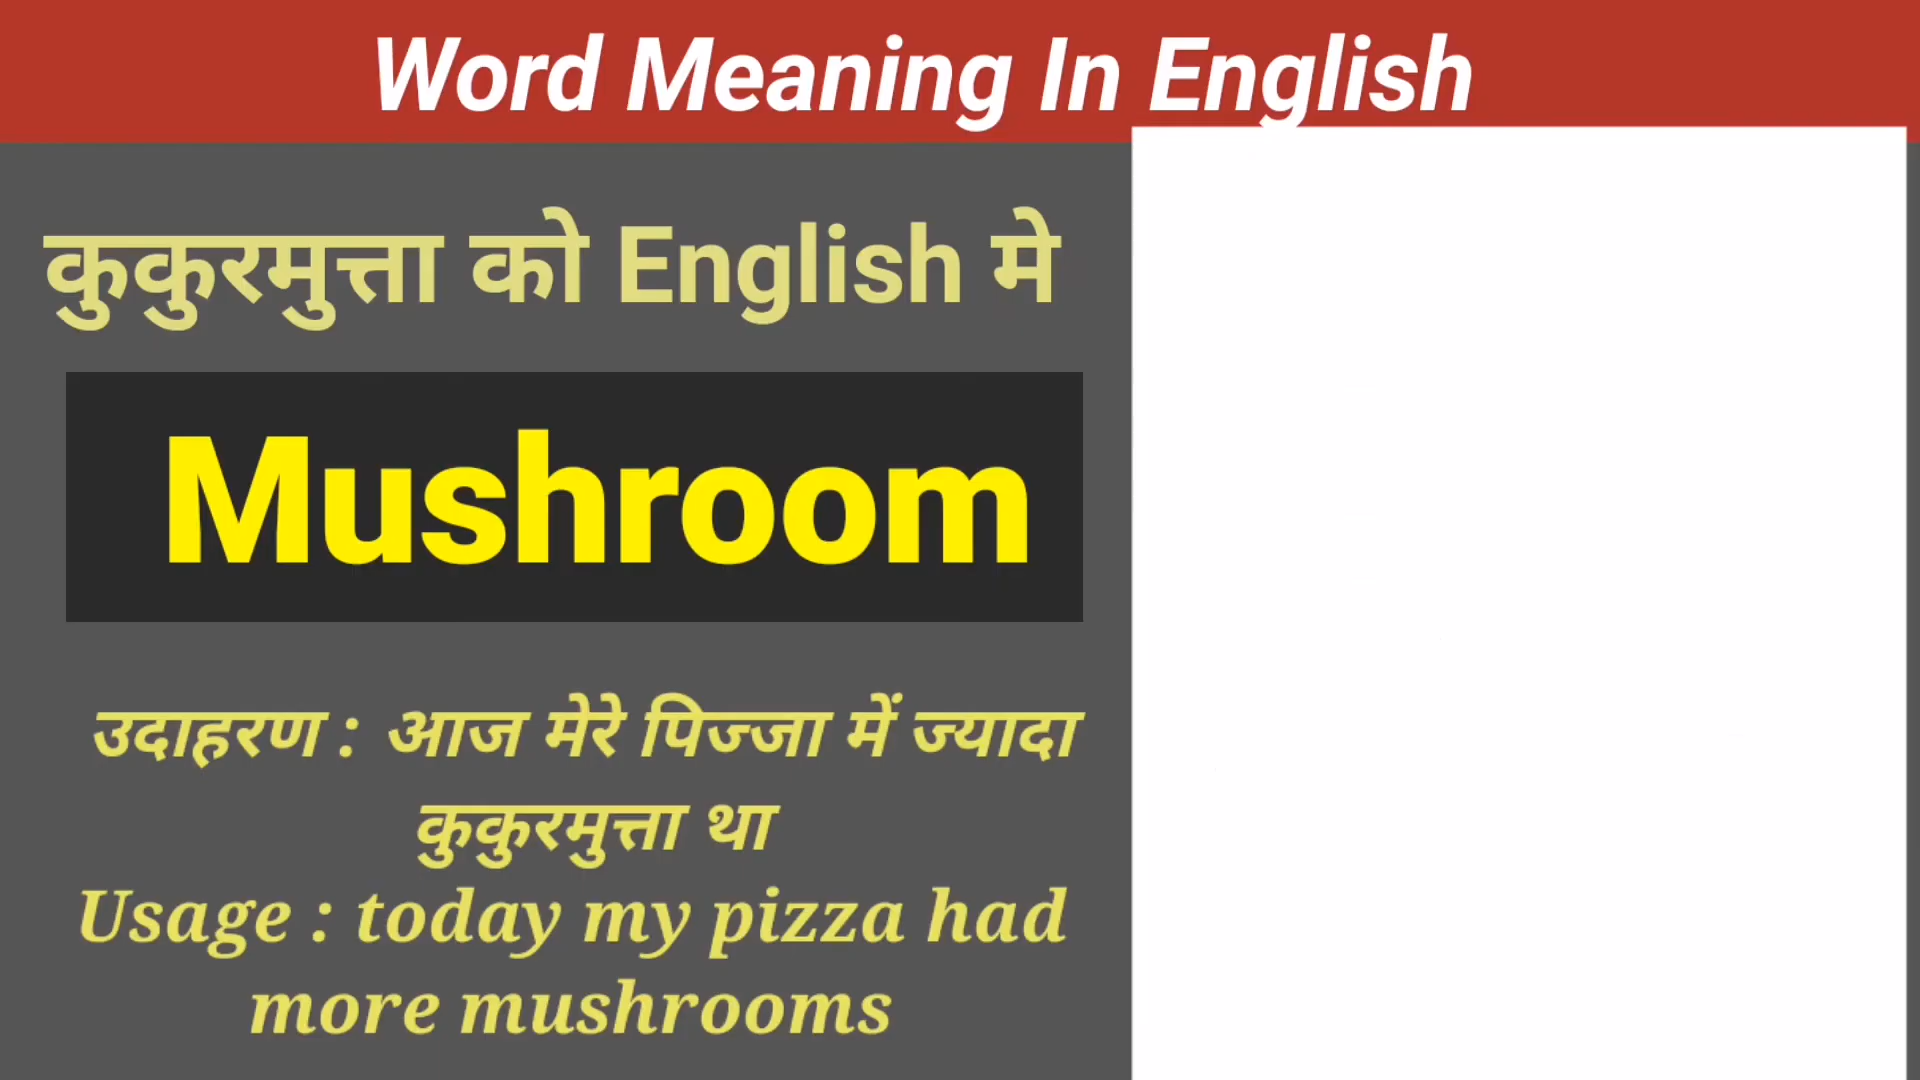 Word Meaning In English
कुकुरमुत्ता को English मे
Mushroom
उदाहरण : आज मेरे पिज्जा में ज्यादा
कुकुरमुत्ता था
Usage : today my pizza had
more mushrooms